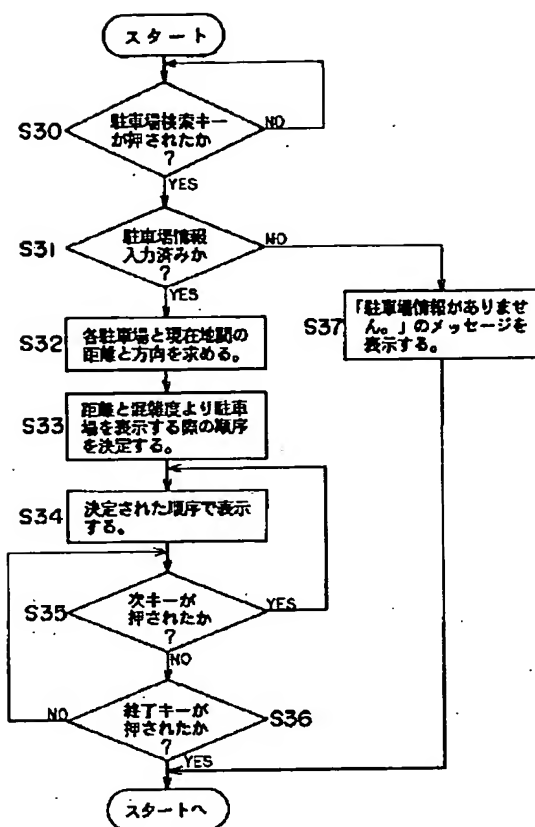 スタート
S30
駐車場検索キー
が押されたか
?
NO
YES
S31
駐車場情報
入力済みか
?
NO
YES
S32
各駐車場と現在地間の
距離と方向を求める。
S37
「駐車場情報がありませ
ん。」のメッセージを
表示する。
S33
距離と混雑度より駐車
場を表示する際の順序
を決定する。
S34
決定された順序で表示
する。
S35
次キーが
押されたか
?
YES
NO
S36
終了キーが
押されたか
?
NO
YES
スタートへ